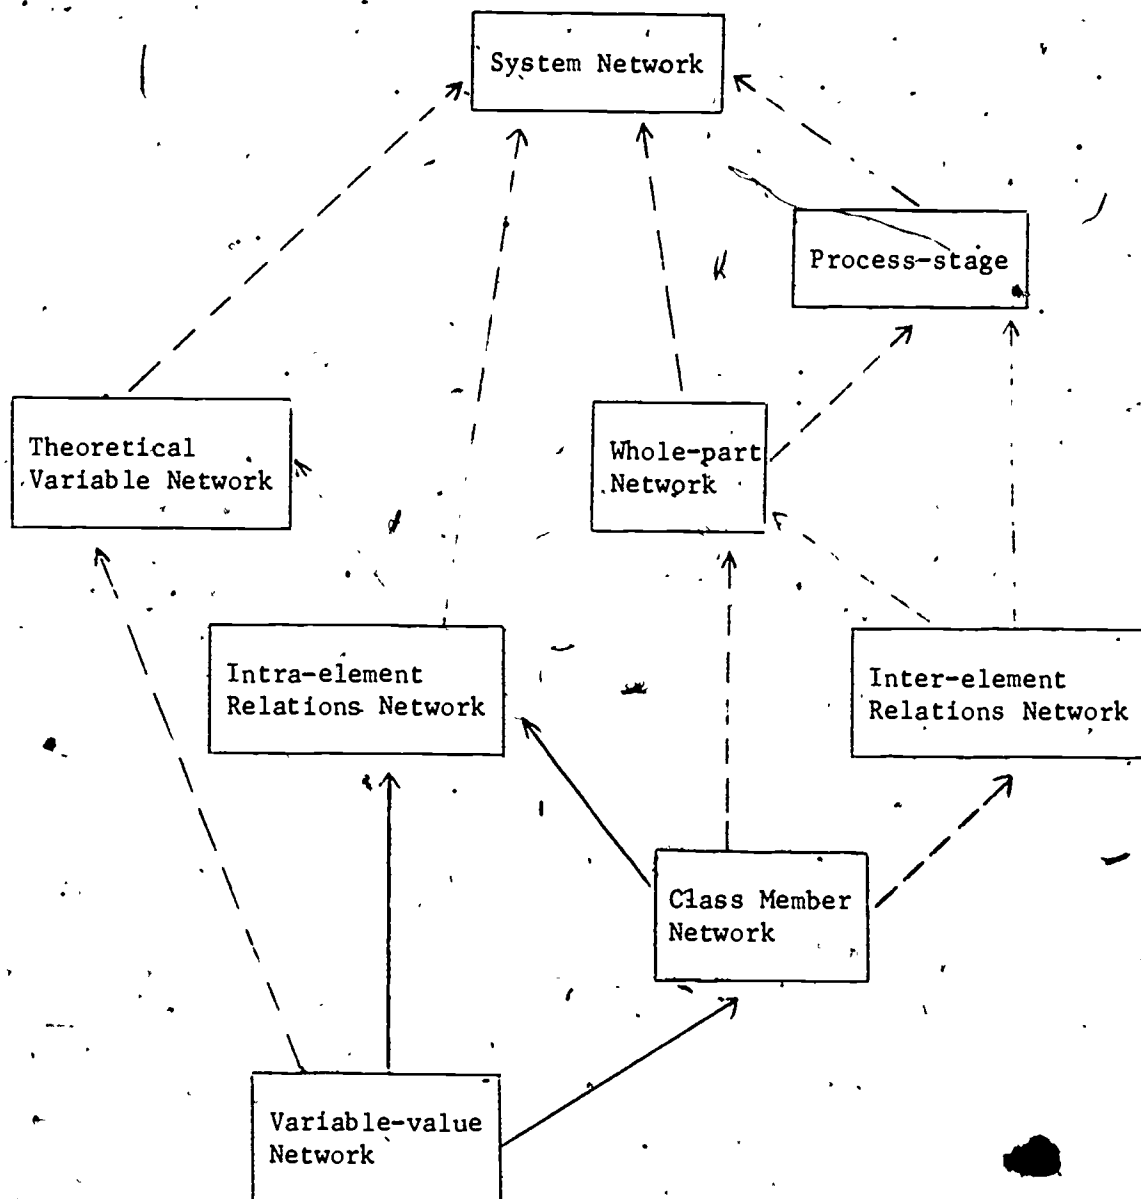 System Network
Process-stage
Theoretical
Variable Network
Whole-part
Network
Intra-element
Relations Network
Inter-element
Relations Network
Class Member
Network
Variable-value
Network